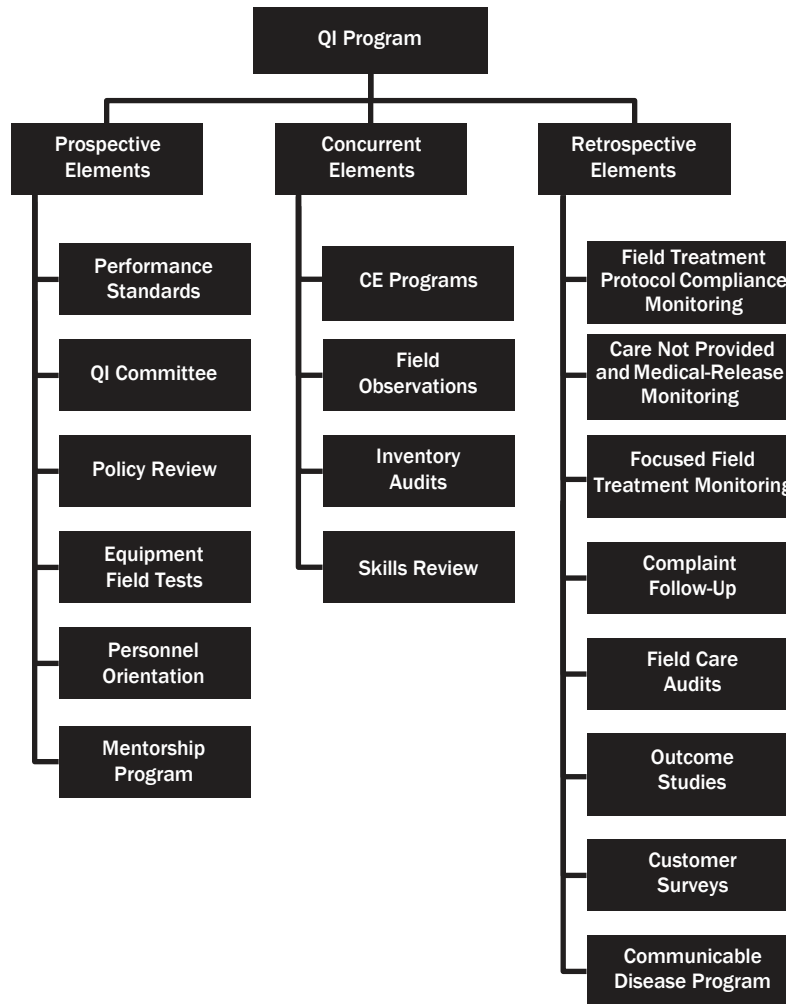 QI Program
Prospective
Elements
Performance
Standards
QI Committee
Policy Review
Equipment
Field Tests
Personnel
Orientation
Mentorship
Program
Concurrent
Elements
CE Programs
Field
Observations
Inventory
Audits
Skills Review
Retrospective
Elements
Field Treatment
Protocol Compliance
Monitoring
Care Not Provided
and Medical-Release
Monitoring
Focused Field
Treatment Monitoring
Complaint
Follow-Up
Field Care
Audits
Outcome
Studies
Customer
Surveys
Communicable
Disease Program